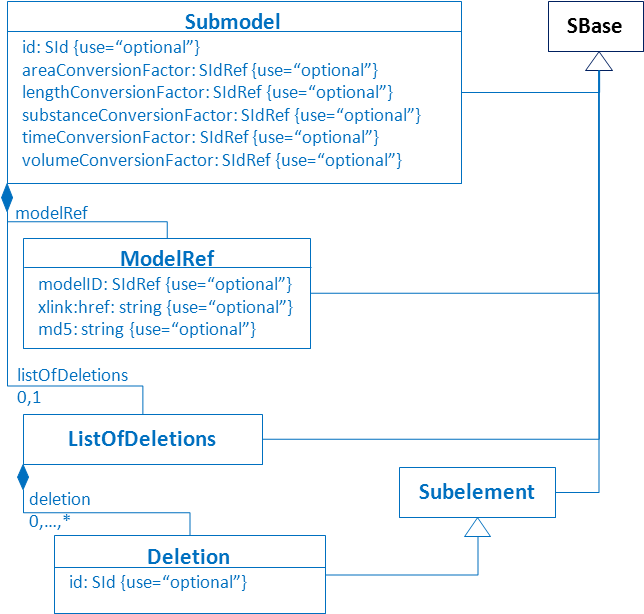 Submodel
id: SId {use=“optional”}
areaConversionFactor: SIdRef {use=“optional”}
lengthConversionFactor: SIdRef {use=“optional”}
substanceConversionFactor: SIdRef {use=“optional”}
timeConversionFactor: SIdRef {use=“optional”}
volumeConversionFactor: SIdRef {use=“optional”}
SBase
modelRef
ModelRef
modelID: SIdRef {use=“optional”}
xlink:href: string {use=“optional”}
md5: string {use=“optional”}
listOfDeletions
0,1
ListOfDeletions
Subelement
deletion
0,…,*
Deletion
id: SId {use=“optional”}